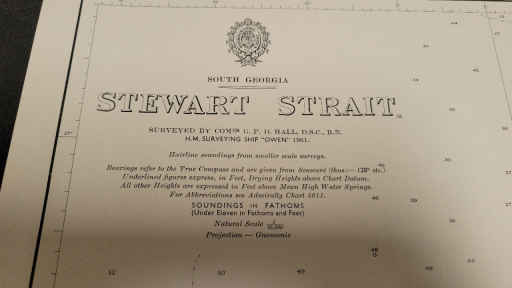 SOUTH GEORGIA
STEWART STRAIT
SURVEYED BY COMDR G. P. D. HALL, D.S.C., R.N.
H.M. SURVEYING SHIP "OWEN" 1961.
Hairline soundings from smaller scale surveys.
Bearings refer to the True Compass and are given from Seaward (thus:— 128° etc.)
Underlined figures express, in Feet, Drying Heights above Chart Datum.
All other Heights are expressed in Feet above Mean High Water Springs.
For Abbreviations see Admiralty Chart 5011.
SOUNDINGS IN FATHOMS
(Under Eleven in Fathoms and Feet)
Natural Scale
Projection — Gnomonic